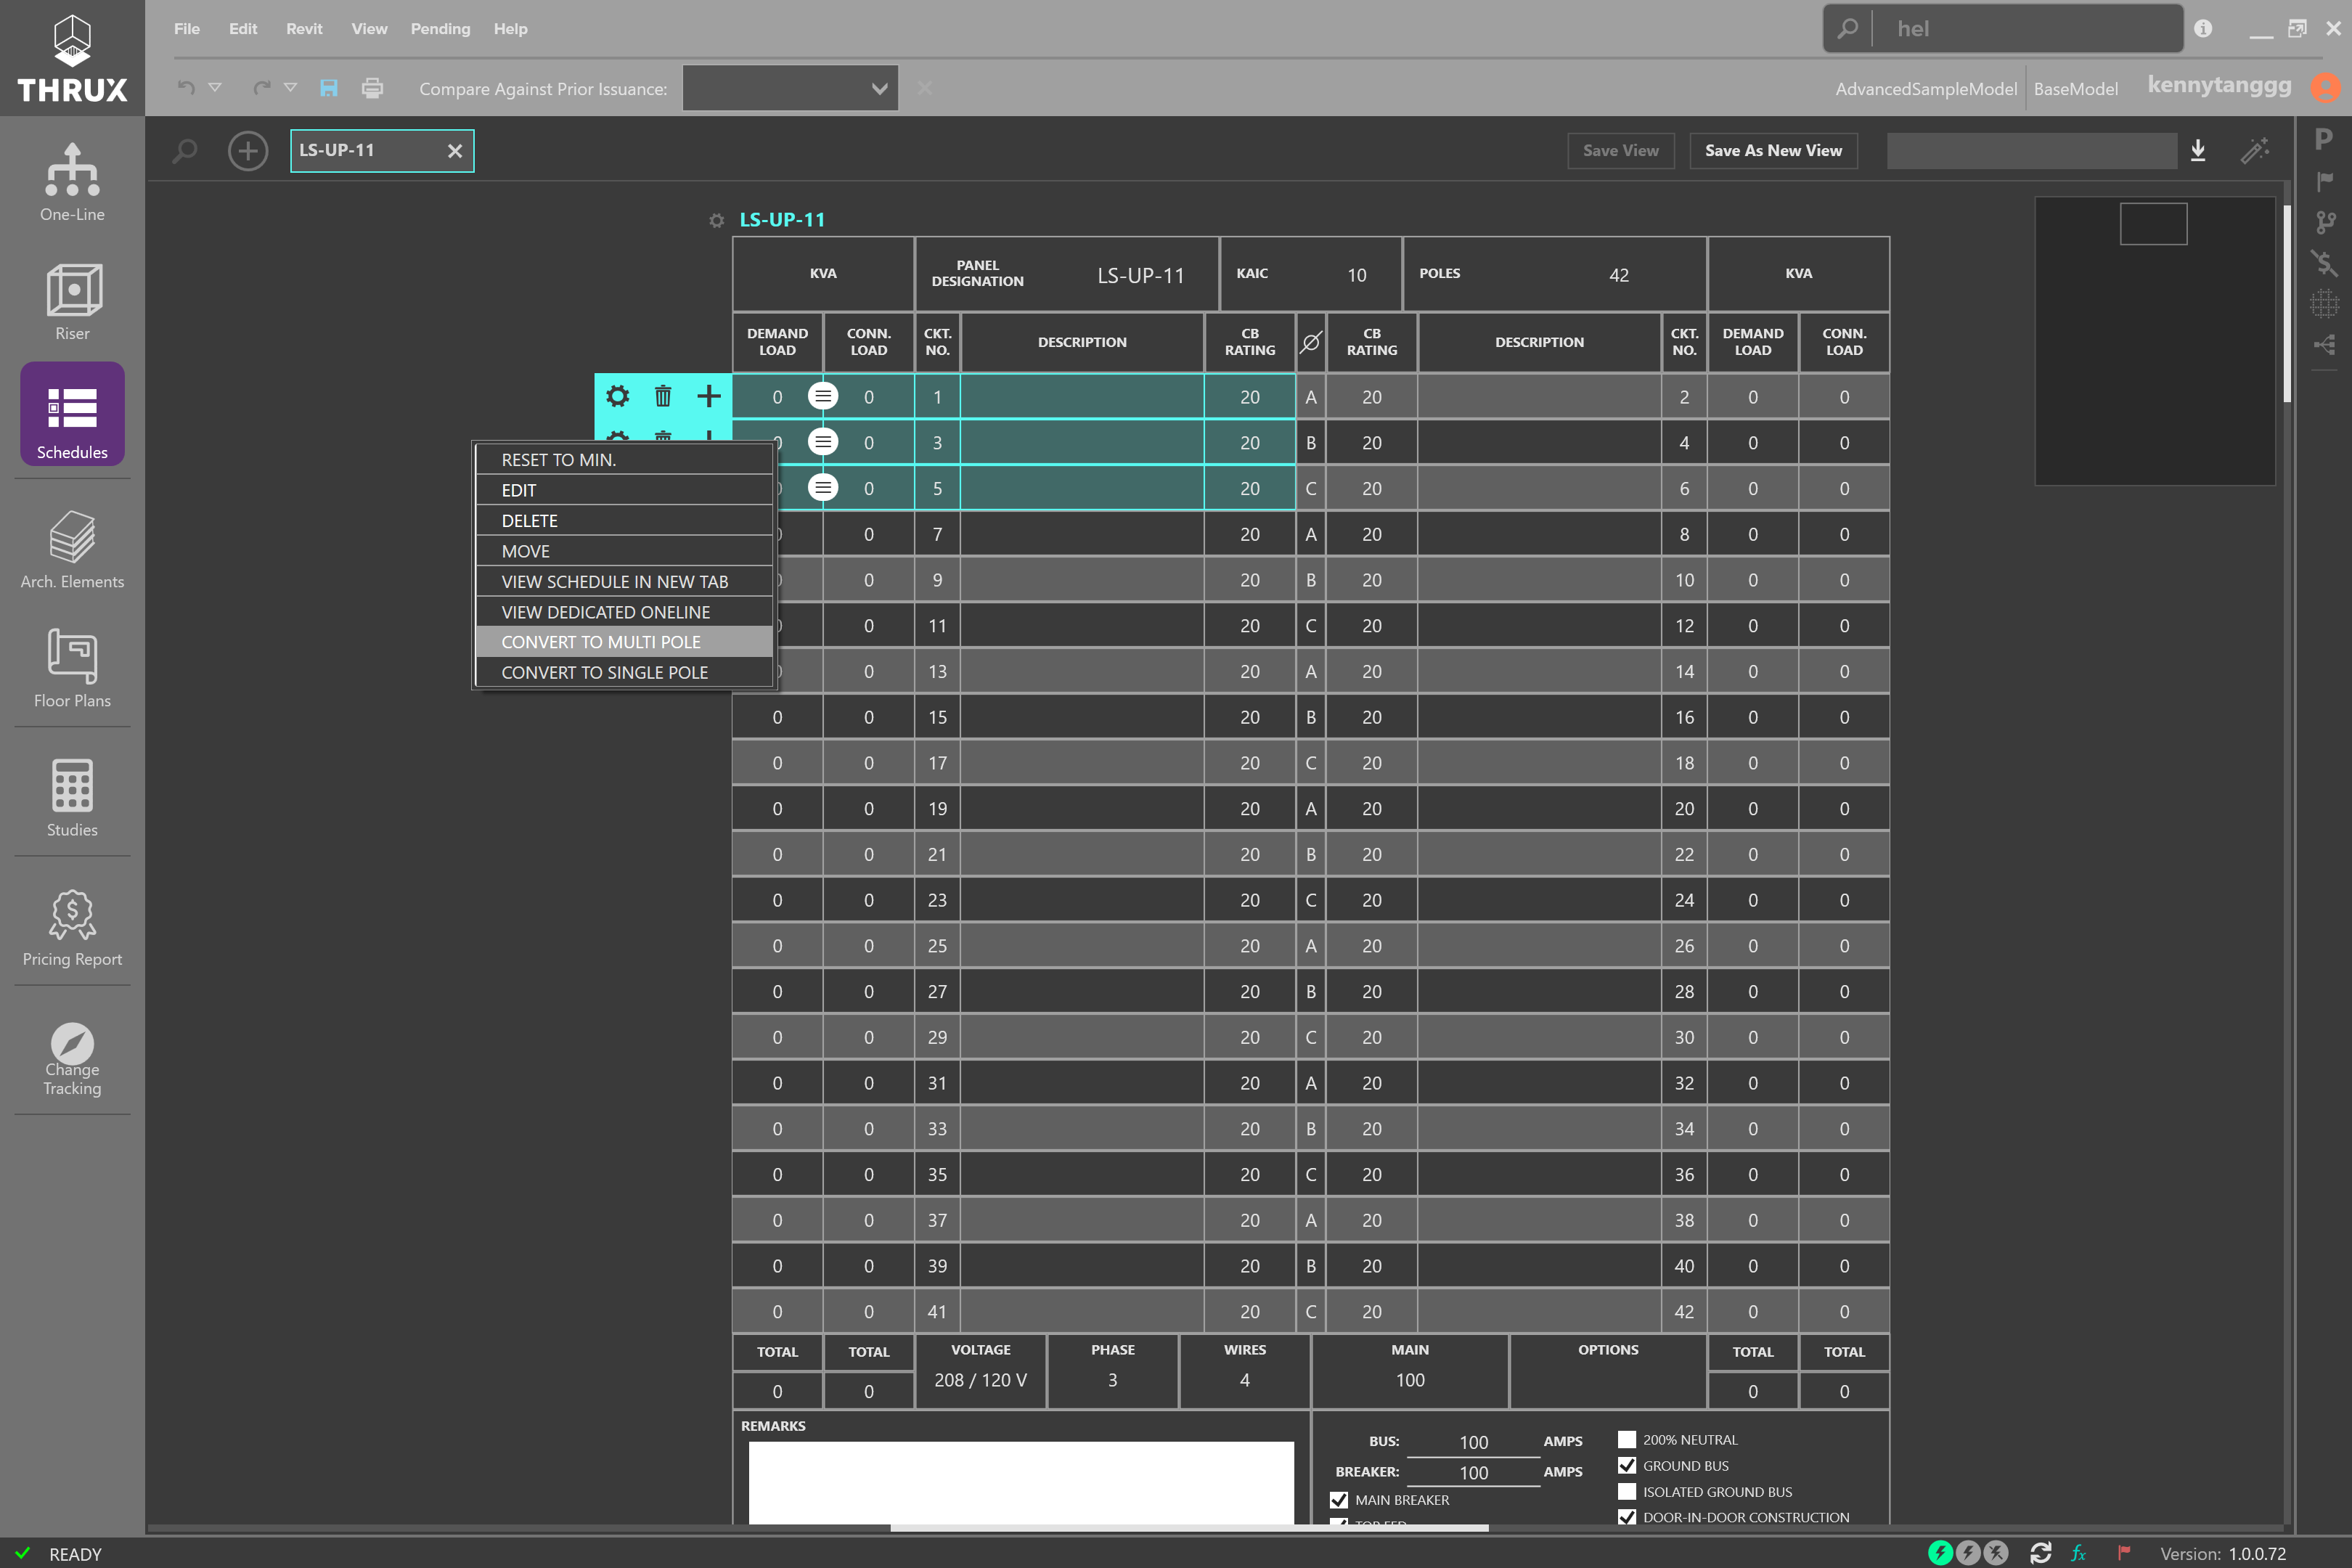 THRUX
File Edit Revit View Pending Help
hel
Compare Against Prior Issuance:
AdvancedSampleModel BaseModel kennytanggg
One-Line
Riser
Schedules
Arch. Elements
Floor Plans
Studies
Pricing Report
Change
Tracking
LS-UP-11
Save View Save As New View
P
LS-UP-11
KVA PANEL DESIGNATION LS-UP-11 KAIC 10 POLES 42 KVA
DEMAND LOAD CONN. LOAD CKT. NO. DESCRIPTION CB RATING CB RATING DESCRIPTION CKT. NO. DEMAND LOAD CONN. LOAD
0 0 1 20 A 20 2 0 0
0 3 20 B 20 4 0 0
0 5 20 C 20 6 0 0
0 7 20 A 20 8 0 0
0 9 20 B 20 10 0 0
0 11 20 C 20 12 0 0
0 13 20 A 20 14 0 0
0 0 15 20 B 20 16 0 0
0 0 17 20 C 20 18 0 0
0 0 19 20 A 20 20 0 0
0 0 21 20 B 20 22 0 0
0 0 23 20 C 20 24 0 0
0 0 25 20 A 20 26 0 0
0 0 27 20 B 20 28 0 0
0 0 29 20 C 20 30 0 0
0 0 31 20 A 20 32 0 0
0 0 33 20 B 20 34 0 0
0 0 35 20 C 20 36 0 0
0 0 37 20 A 20 38 0 0
0 0 39 20 B 20 40 0 0
0 0 41 20 C 20 42 0 0
RESET TO MIN.
EDIT
DELETE
MOVE
VIEW SCHEDULE IN NEW TAB
VIEW DEDICATED ONELINE
CONVERT TO MULTI POLE
CONVERT TO SINGLE POLE
TOTAL TOTAL VOLTAGE PHASE WIRES MAIN OPTIONS TOTAL TOTAL
0 0 208 / 120 V 3 4 100 0 0
REMARKS
BUS: 100 AMPS
BREAKER: 100 AMPS
MAIN BREAKER
TOP FED
200% NEUTRAL
GROUND BUS
ISOLATED GROUND BUS
DOOR-IN-DOOR CONSTRUCTION
READY
fx
Version: 1.0.0.72